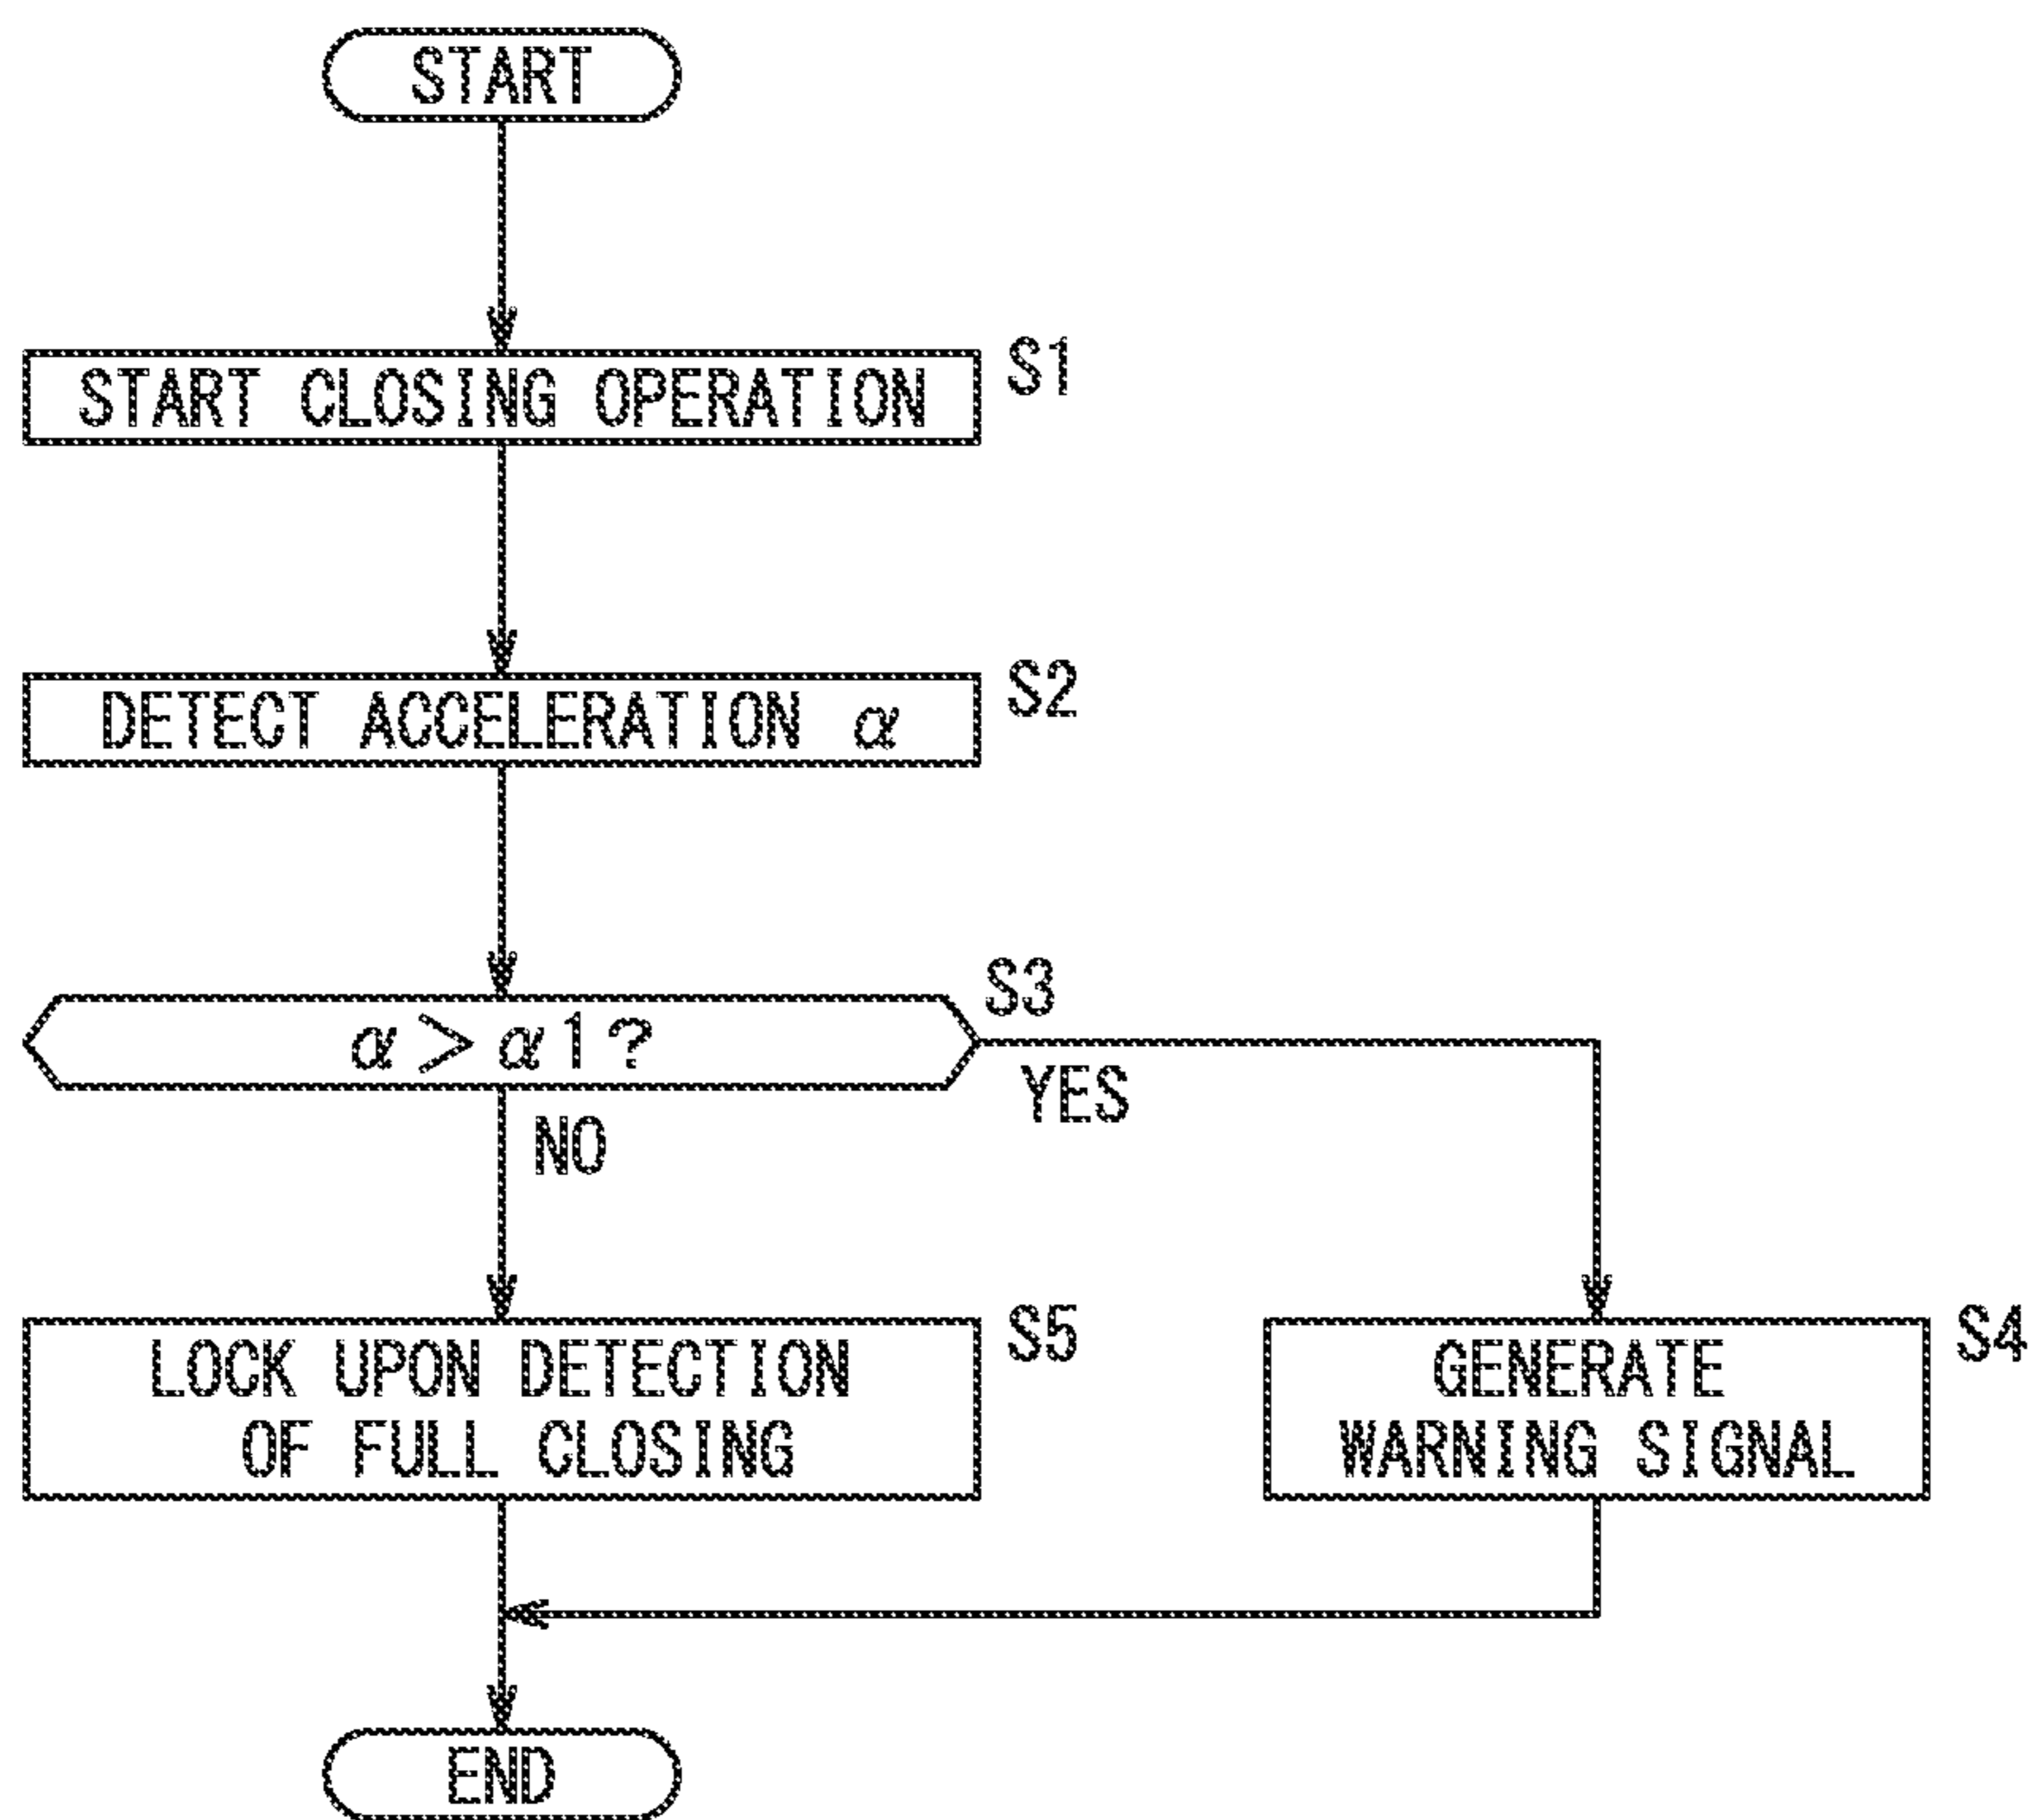 START
START CLOSING OPERATION
S1
DETECT ACCELERATION α
S2
α>α1?
S3
YES
NO
LOCK UPON DETECTION
OF FULL CLOSING
S5
GENERATE
WARNING SIGNAL
S4
END